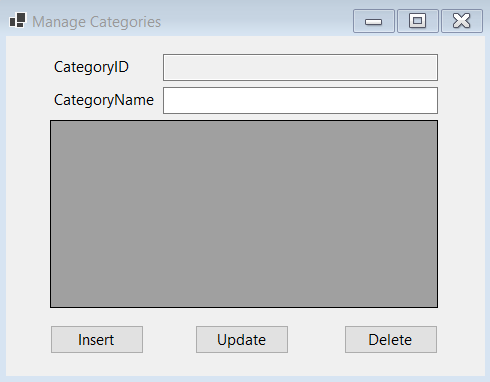 Manage Categories
CategoryID
CategoryName
Insert
Update
Delete